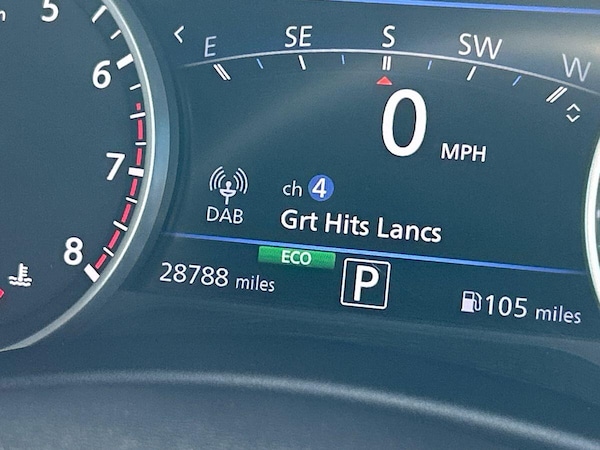 5
6
7
8
E SE S SW W
0 MPH
DAB
ch 4
Grt Hits Lancs
ECO
28788 miles
P
105 miles